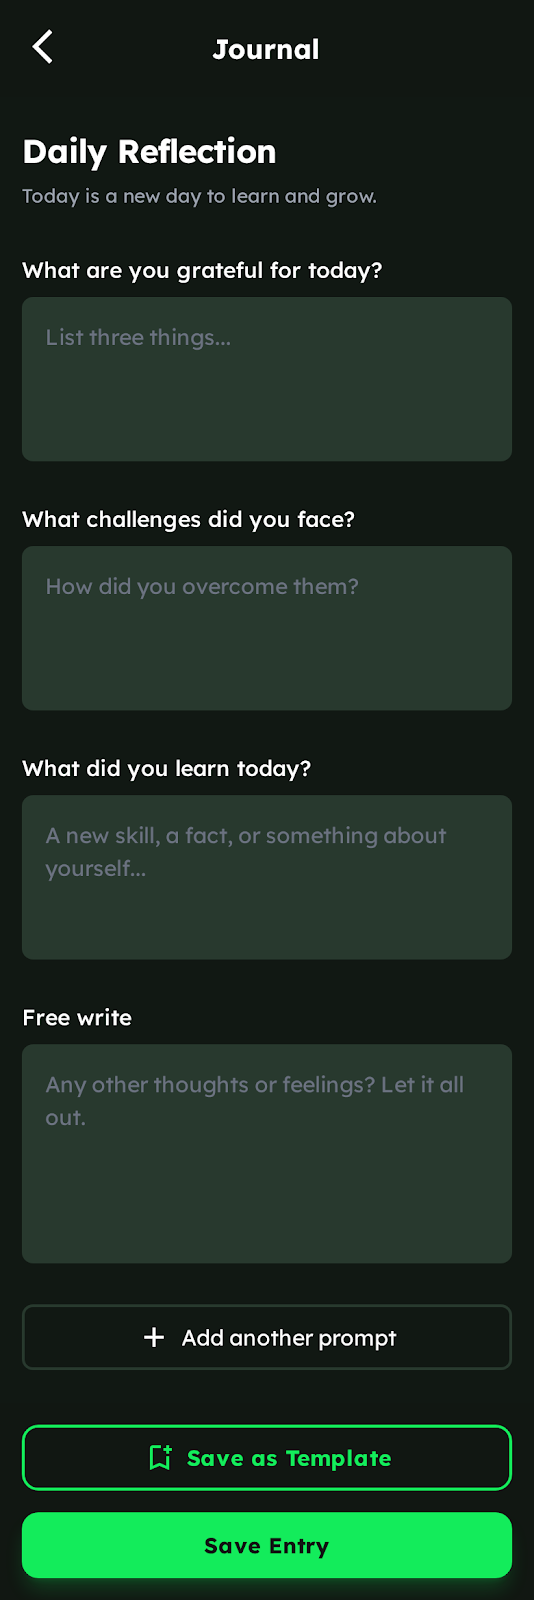 Journal
Daily Reflection
Today is a new day to learn and grow.
What are you grateful for today?
List three things...
What challenges did you face?
How did you overcome them?
What did you learn today?
A new skill, a fact, or something about
yourself...
Free write
Any other thoughts or feelings? Let it all
out.
Add another prompt
Save as Template
Save Entry